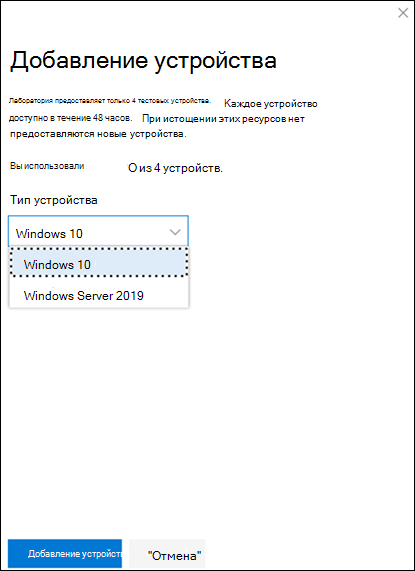 Добавление устройства
Лаборатория предоставляет только 4 тестовых устройства. Каждое устройство
доступно в течение 48 часов. При истощении этих ресурсов нет
предоставляются новые устройства.
Вы использовали О из 4 устройств.
Тип устройства
Windows 10
Windows 10
Windows Server 2019
Добавление устройств
"Отмена"